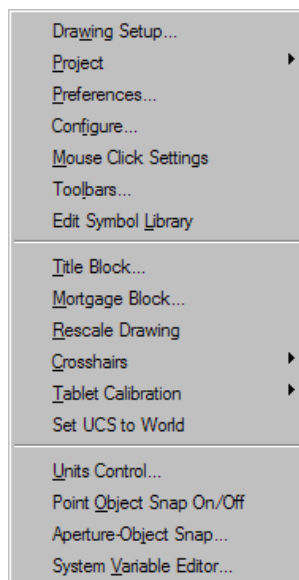 Drawing Setup...
Project
Preferences...
Configure...
Mouse Click Settings
Toolbars...
Edit Symbol Library
Title Block...
Mortgage Block...
Rescale Drawing
Crosshairs
Tablet Calibration
Set UCS to World
Units Control...
Point Object Snap On/Off
Aperture-Object Snap...
System Variable Editor...